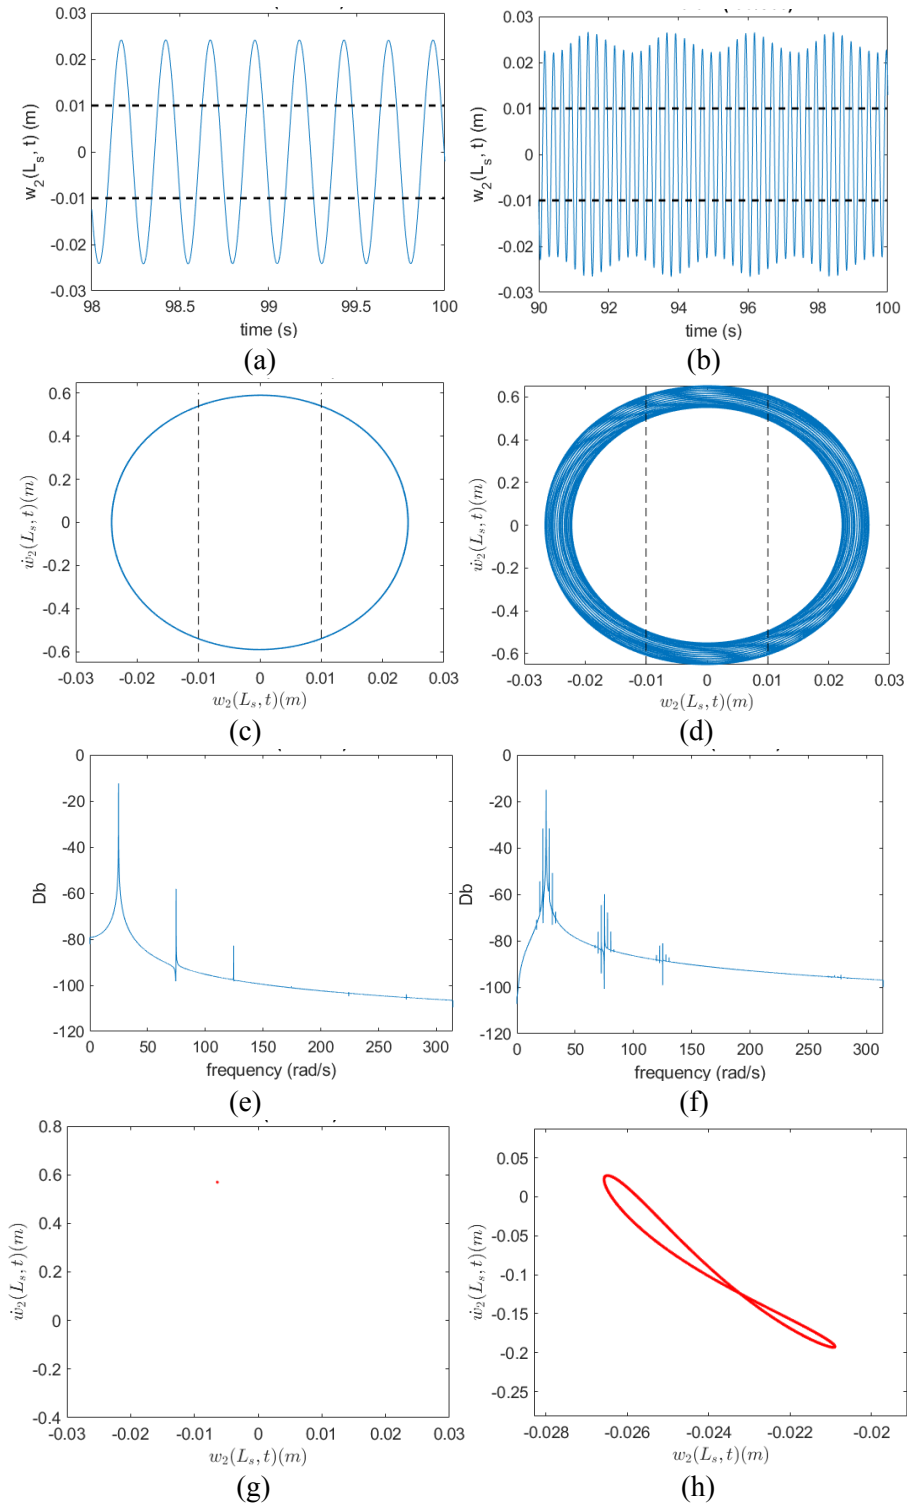 0.03
0.02
0.01
0
-0.01
-0.02
-0.03
w₂(Lₛ, t) (m)
98 98.5 99 99.5 100
time (s)
(a)
0.03
0.02
0.01
0
-0.01
-0.02
-0.03
w₂(Lₛ, t) (m)
90 92 94 96 98 100
time (s)
(b)
0.6
0.4
0.2
0
-0.2
-0.4
-0.6
ẇ₂(Lₛ, t)(m)
-0.03 -0.02 -0.01 0 0.01 0.02 0.03
w₂(Lₛ, t)(m)
(c)
0.6
0.4
0.2
0
-0.2
-0.4
-0.6
ẇ₂(Lₛ, t)(m)
-0.03 -0.02 -0.01 0 0.01 0.02 0.03
w₂(Lₛ, t)(m)
(d)
0
-20
-40
-60
-80
-100
-120
Db
0 50 100 150 200 250 300
frequency (rad/s)
(e)
0
-20
-40
-60
-80
-100
-120
Db
0 50 100 150 200 250 300
frequency (rad/s)
(f)
0.8
0.6
0.4
0.2
0
-0.2
-0.4
ẇ₂(Lₛ, t)(m)
-0.03 -0.02 -0.01 0 0.01 0.02 0.03
w₂(Lₛ, t)(m)
(g)
0.05
0
-0.05
-0.1
-0.15
-0.2
-0.25
ẇ₂(Lₛ, t)(m)
-0.028 -0.026 -0.024 -0.022 -0.02
w₂(Lₛ, t)(m)
(h)